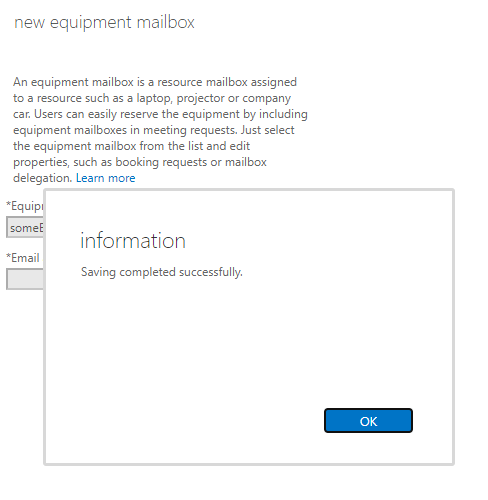 new equipment mailbox
An equipment mailbox is a resource mailbox assigned
to a resource such as a laptop, projector or company
car. Users can easily reserve the equipment by including
equipment mailboxes in meeting requests. Just select
the equipment mailbox from the list and edit
properties, such as booking requests or mailbox
delegation. Learn more
*Equip
someE
*Email
information
Saving completed successfully.
OK